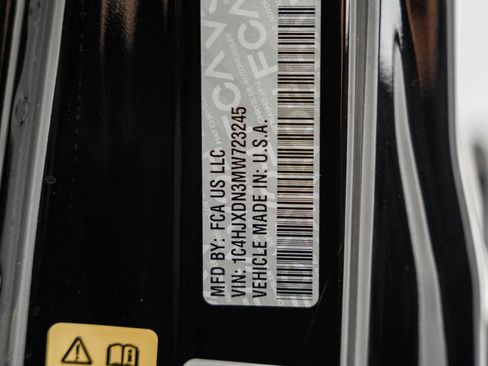 MFD BY: FCA US LLC
VIN: 1C4HJXDN3MW723245
VEHICLE MADE IN: U.S.A.